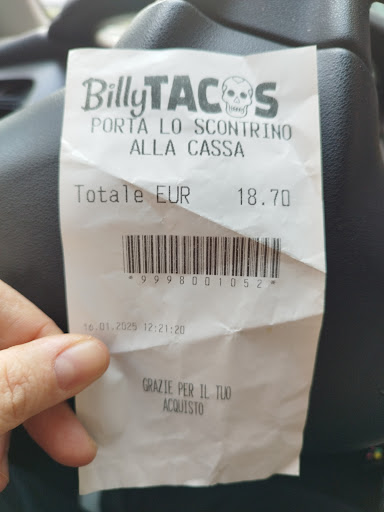 BillyTACOS
PORTA LO SCONTRINO
ALLA CASSA
Totale EUR 18.70
*9998001052*
16.01.2025 12:21:20
GRAZIE PER IL TUO
ACQUISTO